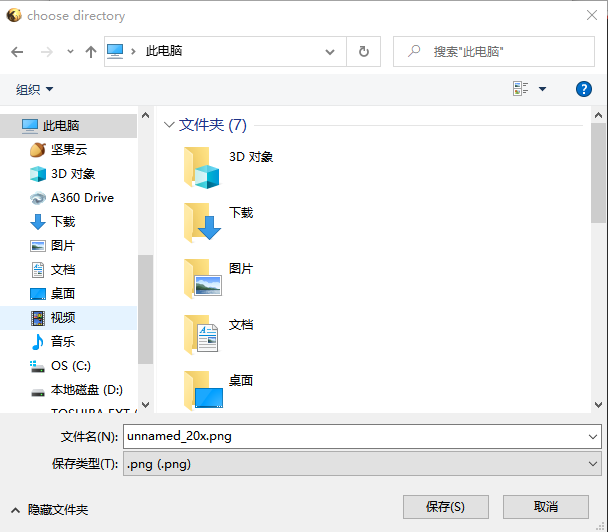 choose directory
此电脑
搜索"此电脑"
组织
此电脑
坚果云
3D 对象
A360 Drive
下载
图片
文档
桌面
视频
音乐
OS (C:)
本地磁盘 (D:)
TOSHIBA EXT (
文件夹 (7)
3D 对象
下载
图片
文档
桌面
文件名(N):
unnamed_20x.png
保存类型(T):
.png (.png)
隐藏文件夹
保存(S)
取消